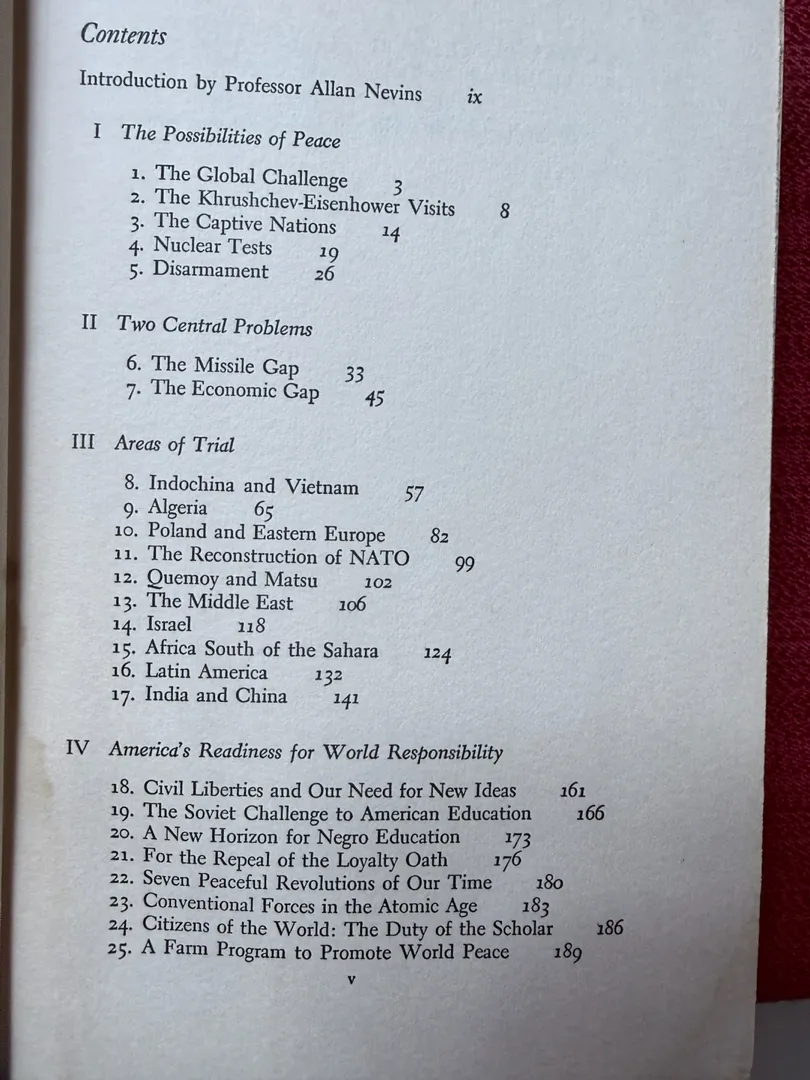 Contents
Introduction by Professor Allan Nevins ix
I The Possibilities of Peace
1. The Global Challenge 3
2. The Khrushchev-Eisenhower Visits 8
3. The Captive Nations 14
4. Nuclear Tests 19
5. Disarmament 26
II Two Central Problems
6. The Missile Gap 33
7. The Economic Gap 45
III Areas of Trial
8. Indochina and Vietnam 57
9. Algeria 65
10. Poland and Eastern Europe 82
11. The Reconstruction of NATO 99
12. Quemoy and Matsu 102
13. The Middle East 106
14. Israel 118
15. Africa South of the Sahara 124
16. Latin America 132
17. India and China 141
IV America's Readiness for World Responsibility
18. Civil Liberties and Our Need for New Ideas 161
19. The Soviet Challenge to American Education 166
20. A New Horizon for Negro Education 173
21. For the Repeal of the Loyalty Oath 176
22. Seven Peaceful Revolutions of Our Time 180
23. Conventional Forces in the Atomic Age 183
24. Citizens of the World: The Duty of the Scholar 186
25. A Farm Program to Promote World Peace 189
v